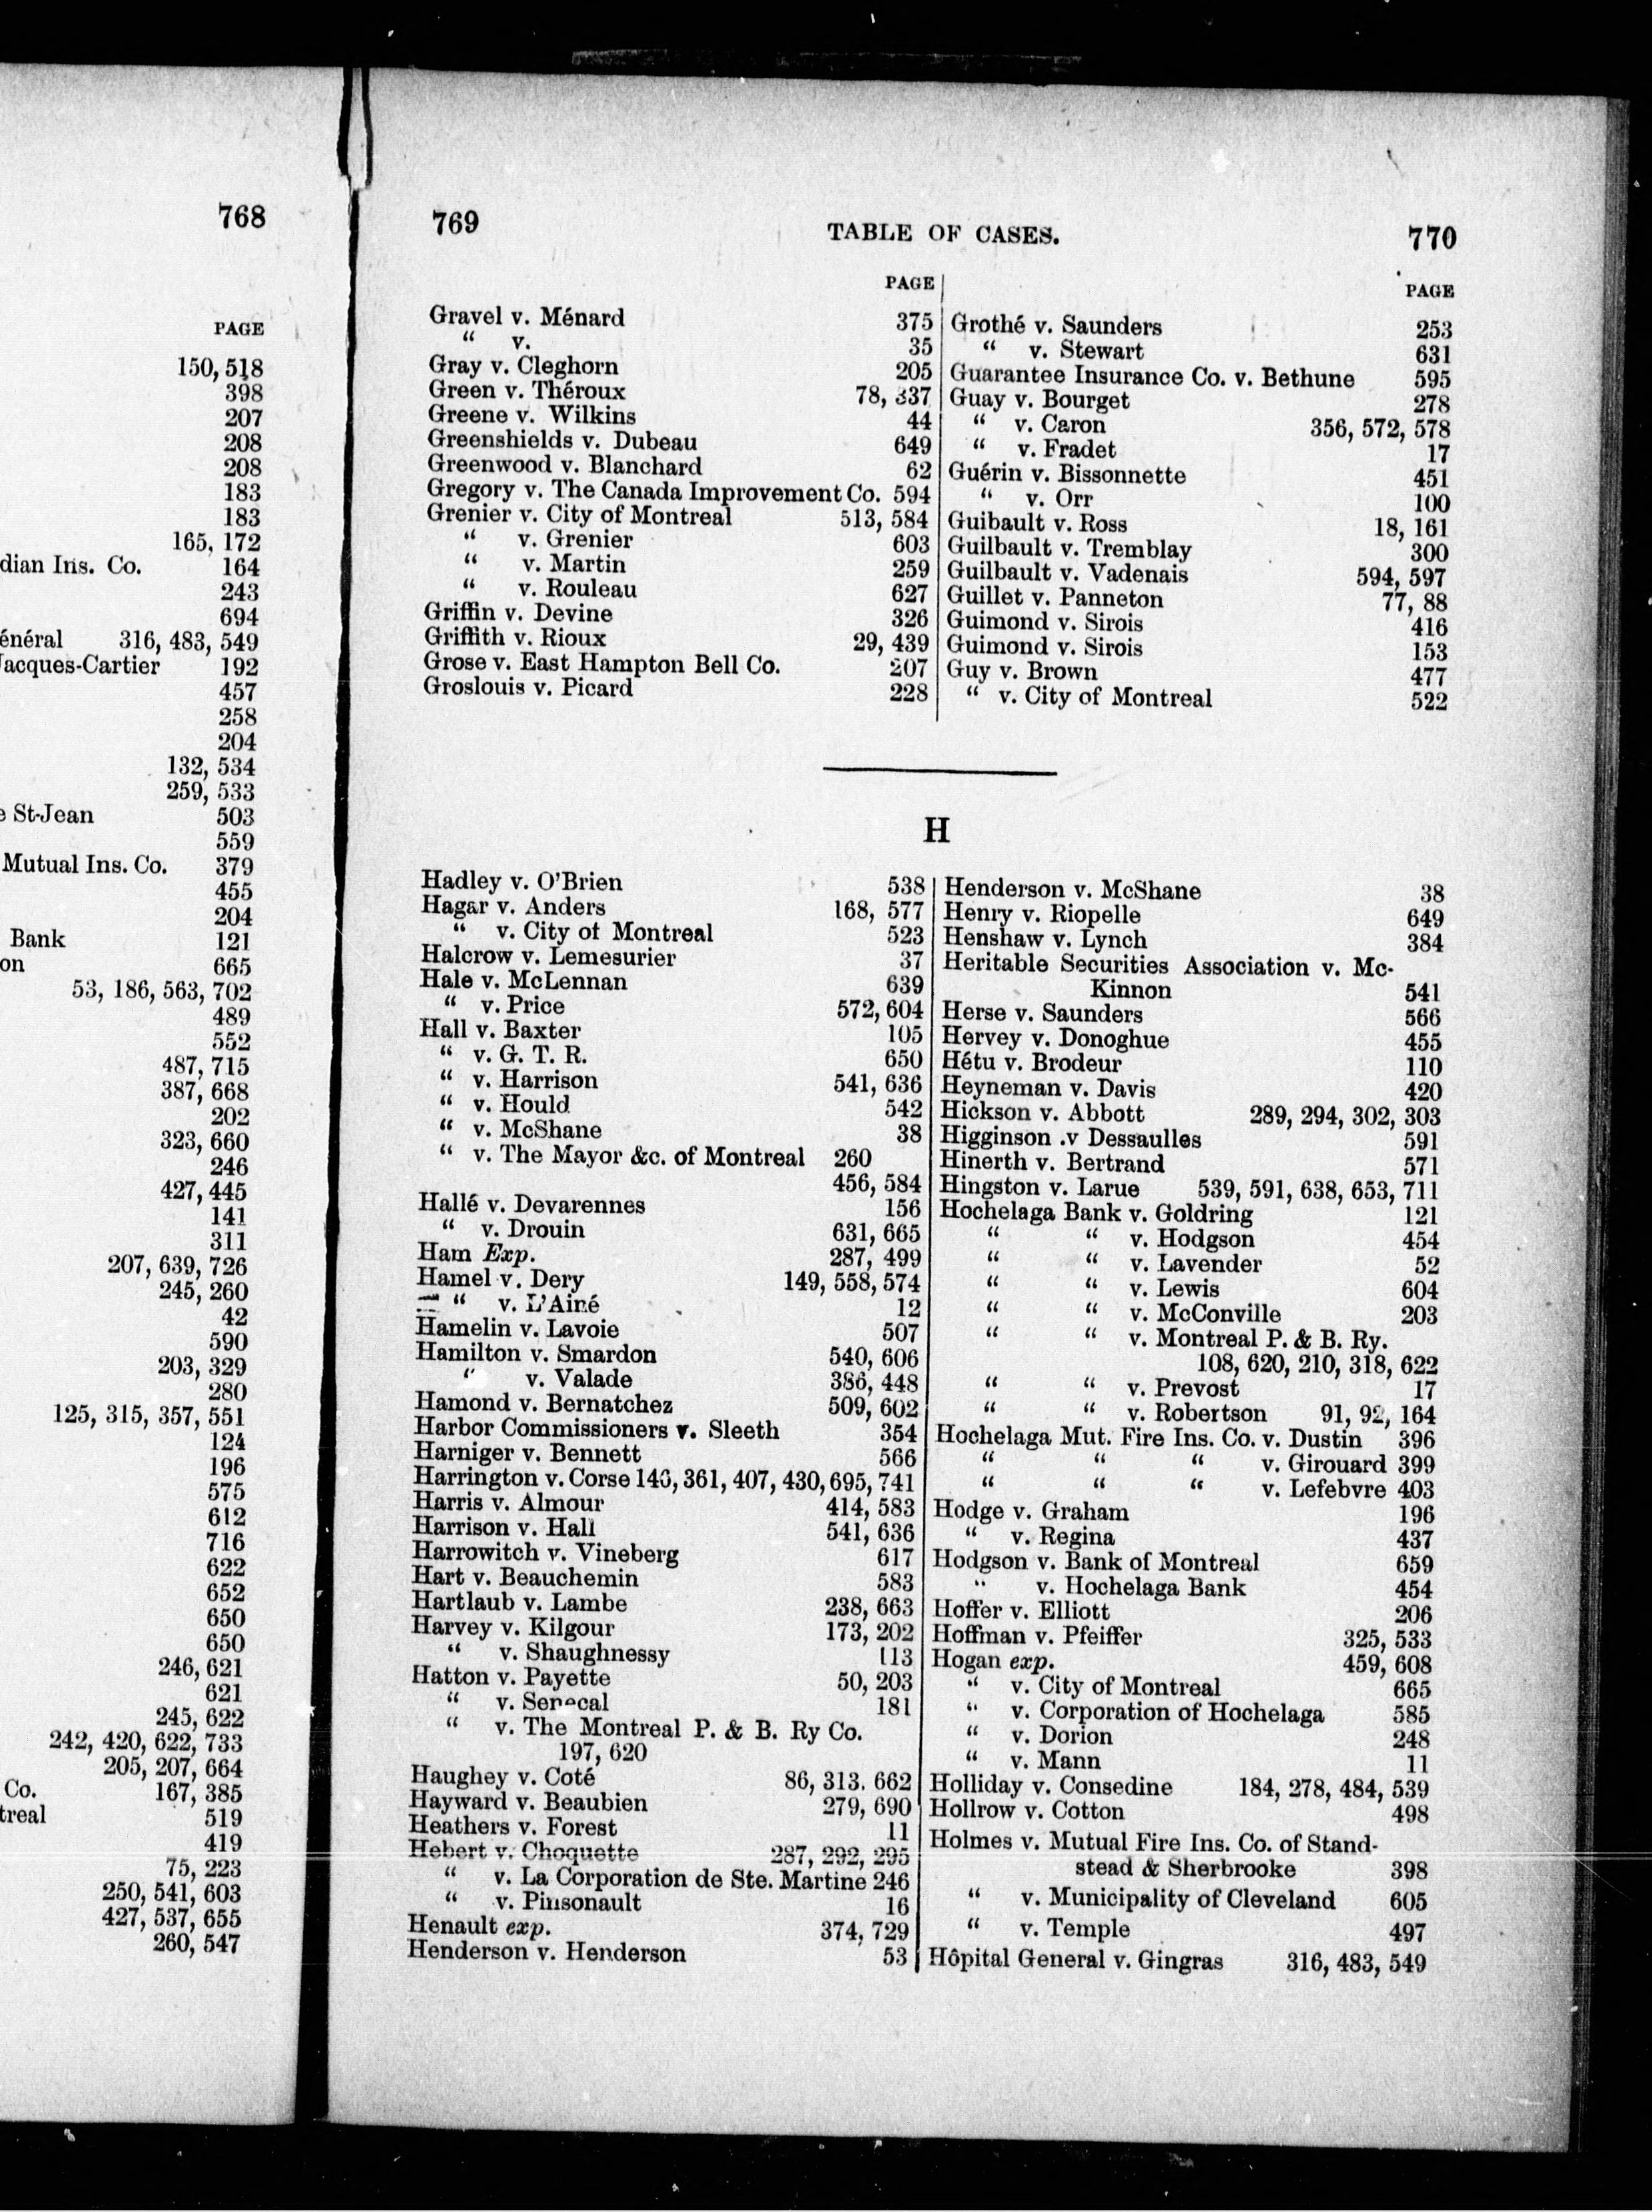 768
PAGE
150, 518
398
207
208
208
183
183
165, 172
dian Ins. Co. 164
243
694
énéral 316, 483, 549
Jacques-Cartier 192
457
258
204
132, 534
259, 533
e St-Jean 503
559
Mutual Ins. Co. 379
455
204
Bank 121
on 665
53, 186, 563, 702
489
552
487, 715
387, 668
202
323, 660
246
427, 445
141
311
207, 639, 726
245, 260
42
590
203, 329
280
125, 315, 357, 551
124
196
575
612
716
622
652
650
650
246, 621
621
245, 622
242, 420, 622, 733
205, 207, 664
Co. 167, 385
treal 519
419
75, 223
250, 541, 603
427, 537, 655
260, 547
769 TABLE OF CASES. 770
PAGE
Gravel v. Ménard 375
“ v. 35
Gray v. Cleghorn 205
Green v. Théroux 78, 337
Greene v. Wilkins 44
Greenshields v. Dubeau 649
Greenwood v. Blanchard 62
Gregory v. The Canada Improvement Co. 594
Grenier v. City of Montreal 513, 584
“ v. Grenier 603
“ v. Martin 259
“ v. Rouleau 627
Griffin v. Devine 326
Griffith v. Rioux 29, 439
Grose v. East Hampton Bell Co. 207
Groslouis v. Picard 228
PAGE
Grothé v. Saunders 253
“ v. Stewart 631
Guarantee Insurance Co. v. Bethune 595
Guay v. Bourget 278
“ v. Caron 356, 572, 578
“ v. Fradet 17
Guérin v. Bissonnette 451
“ v. Orr 100
Guibault v. Ross 18, 161
Guilbault v. Tremblay 300
Guilbault v. Vadenais 594, 597
Guillet v. Panneton 77, 88
Guimond v. Sirois 416
Guimond v. Sirois 153
Guy v. Brown 477
“ v. City of Montreal 522
H
Hadley v. O'Brien 538
Hagar v. Anders 168, 577
“ v. City of Montreal 523
Halcrow v. Lemesurier 37
Hale v. McLennan 639
“ v. Price 572, 604
Hall v. Baxter 105
“ v. G. T. R. 650
“ v. Harrison 541, 636
“ v. Hould 542
“ v. McShane 38
“ v. The Mayor &c. of Montreal 260
456, 584
Hallé v. Devarennes 156
“ v. Drouin 631, 665
Ham Exp. 287, 499
Hamel v. Dery 149, 558, 574
“ v. L'Ainé 12
Hamelin v. Lavoie 507
Hamilton v. Smardon 540, 606
“ v. Valade 386, 448
Hamond v. Bernatchez 509, 602
Harbor Commissioners v. Sleeth 354
Harniger v. Bennett 566
Harrington v. Corse 140, 361, 407, 430, 695, 741
Harris v. Almour 414, 583
Harrison v. Hall 541, 636
Harrowitch v. Vineberg 617
Hart v. Beauchemin 583
Hartlaub v. Lambe 238, 663
Harvey v. Kilgour 173, 202
“ v. Shaughnessy 113
Hatton v. Payette 50, 203
“ v. Senecal 181
“ v. The Montreal P. & B. Ry Co.
197, 620
Haughey v. Coté 86, 313. 662
Hayward v. Beaubien 279, 690
Heathers v. Forest 11
Hebert v. Choquette 287, 292, 295
“ v. La Corporation de Ste. Martine 246
“ v. Pinsonault 16
Henault exp. 374, 729
Henderson v. Henderson 53
Henderson v. McShane 38
Henry v. Riopelle 649
Henshaw v. Lynch 384
Heritable Securities Association v. Mc-
Kinnon 541
Herse v. Saunders 566
Hervey v. Donoghue 455
Hétu v. Brodeur 110
Heyneman v. Davis 420
Hickson v. Abbott 289, 294, 302, 303
Higginson .v Dessaulles 591
Hinerth v. Bertrand 571
Hingston v. Larue 539, 591, 638, 653, 711
Hochelaga Bank v. Goldring 121
“ “ v. Hodgson 454
“ “ v. Lavender 52
“ “ v. Lewis 604
“ “ v. McConville 203
“ “ v. Montreal P. & B. Ry.
108, 620, 210, 318, 622
“ “ v. Prevost 17
“ “ v. Robertson 91, 92, 164
Hochelaga Mut. Fire Ins. Co. v. Dustin 396
“ “ “ v. Girouard 399
“ “ “ v. Lefebvre 403
Hodge v. Graham 196
“ v. Regina 437
Hodgson v. Bank of Montreal 659
“ v. Hochelaga Bank 454
Hoffer v. Elliott 206
Hoffman v. Pfeiffer 325, 533
Hogan exp. 459, 608
“ v. City of Montreal 665
“ v. Corporation of Hochelaga 585
“ v. Dorion 248
“ v. Mann 11
Holliday v. Consedine 184, 278, 484, 539
Hollrow v. Cotton 498
Holmes v. Mutual Fire Ins. Co. of Stand-
stead & Sherbrooke 398
“ v. Municipality of Cleveland 605
“ v. Temple 497
Hôpital General v. Gingras 316, 483, 549